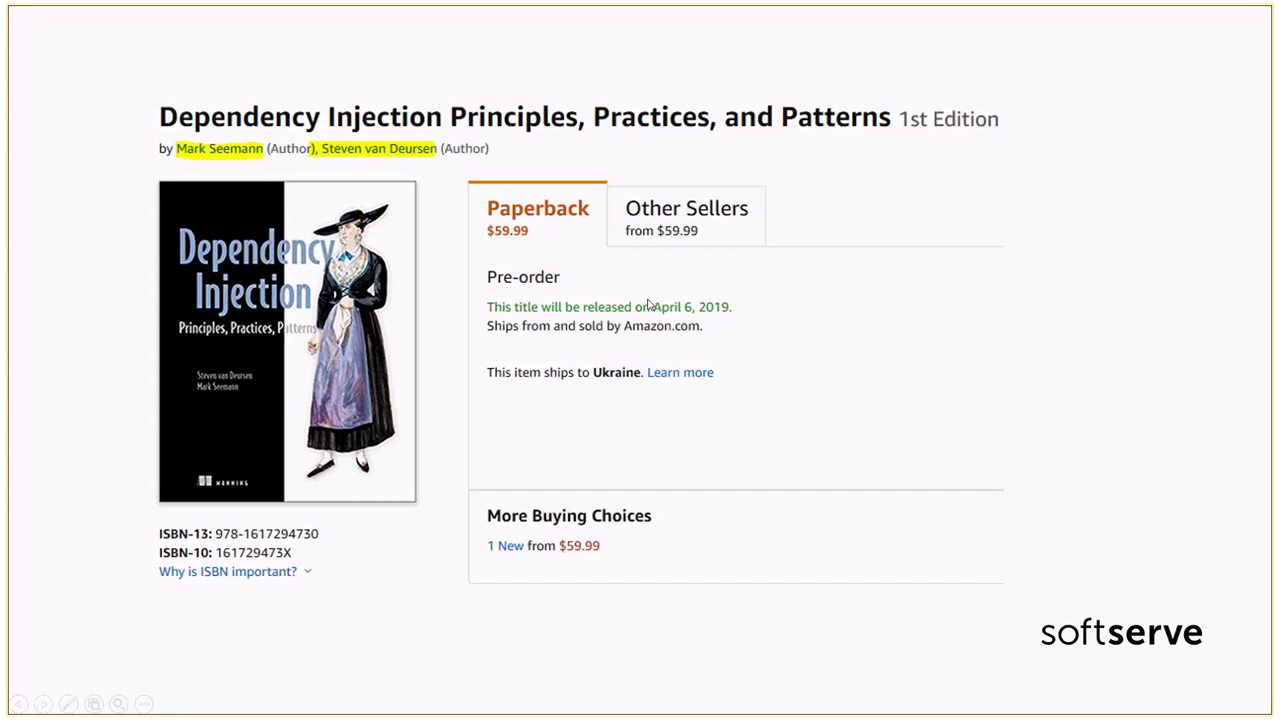 Dependency Injection Principles, Practices, and Patterns 1st Edition
by Mark Seemann (Author), Steven van Deursen (Author)
Dependency
Injection
Principles, Practices, Patterns
Steven van Deursen
Mark Seemann
MANNING
ISBN-13: 978-1617294730
ISBN-10: 161729473X
Why is ISBN important?
Paperback
$59.99
Other Sellers
from $59.99
Pre-order
This title will be released on April 6, 2019.
Ships from and sold by Amazon.com.
This item ships to Ukraine. Learn more
More Buying Choices
1 New from $59.99
softserve